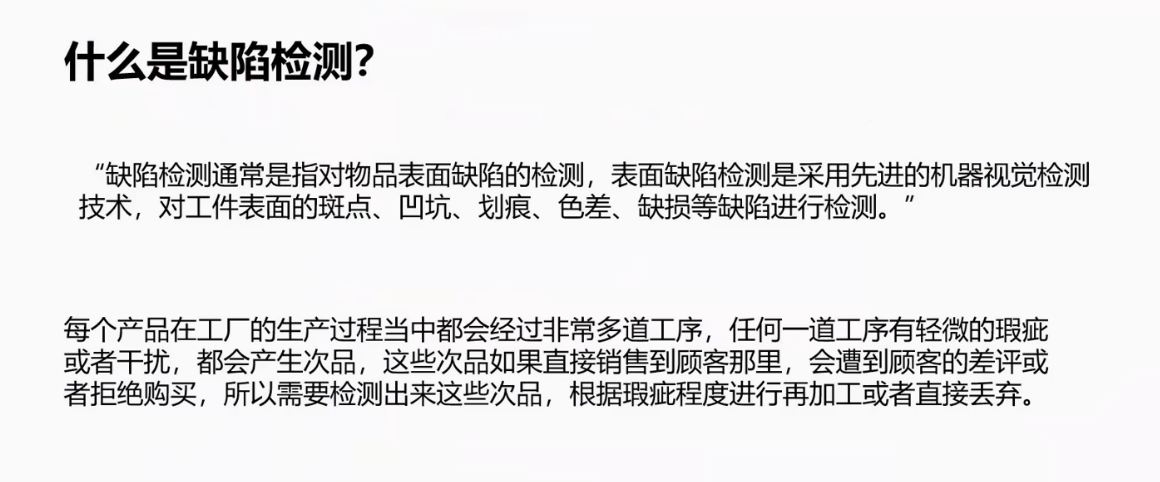 什么是缺陷检测？
“缺陷检测通常是指对物品表面缺陷的检测，表面缺陷检测是采用先进的机器视觉检测
技术，对工件表面的斑点、凹坑、划痕、色差、缺损等缺陷进行检测。”
每个产品在工厂的生产过程当中都会经过非常多道工序，任何一道工序有轻微的瑕疵
或者干扰，都会产生次品，这些次品如果直接销售到顾客那里，会遭到顾客的差评或
者拒绝购买，所以需要检测出来这些次品，根据瑕疵程度进行再加工或者直接丢弃。